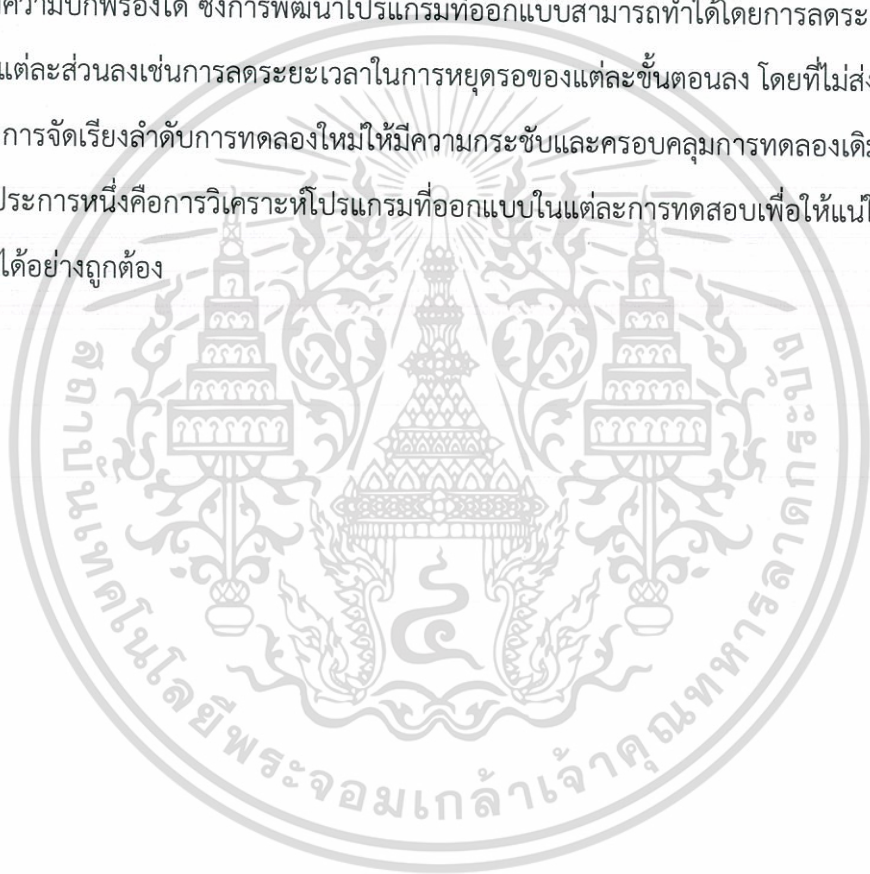 ความบกพร่องได้ ซึ่งการพัฒนาโปรแกรมที่ออกแบบสามารถทำได้โดยการลดระ
แต่ละส่วนลงเช่นการลดระยะเวลาในการหยุดรอของแต่ละขั้นตอนลง โดยที่ไม่ส่ง
การจัดเรียงลำดับการทดลองใหม่ให้มีความกระชับและครอบคลุมการทดลองเดิม
ประการหนึ่งคือการวิเคราะห์โปรแกรมที่ออกแบบในแต่ละการทดสอบเพื่อให้แน่ใ
ได้อย่างถูกต้อง
สถาบันเทคโนโลยีพระจอมเกล้าเจ้าคุณทหารลาดกระบัง
๔